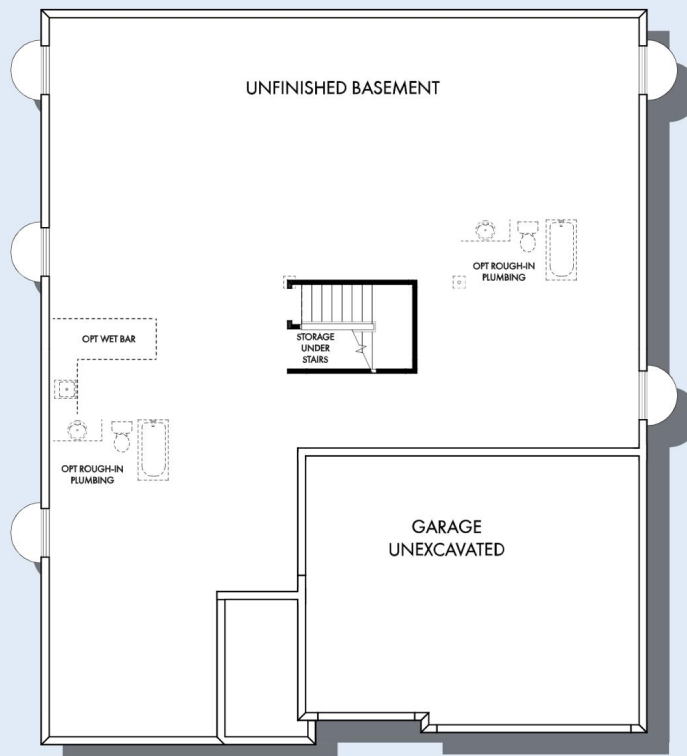 UNFINISHED BASEMENT
OPT ROUGH-IN
PLUMBING
STORAGE
UNDER
STAIRS
OPT WET BAR
OPT ROUGH-IN
PLUMBING
GARAGE
UNEXCAVATED